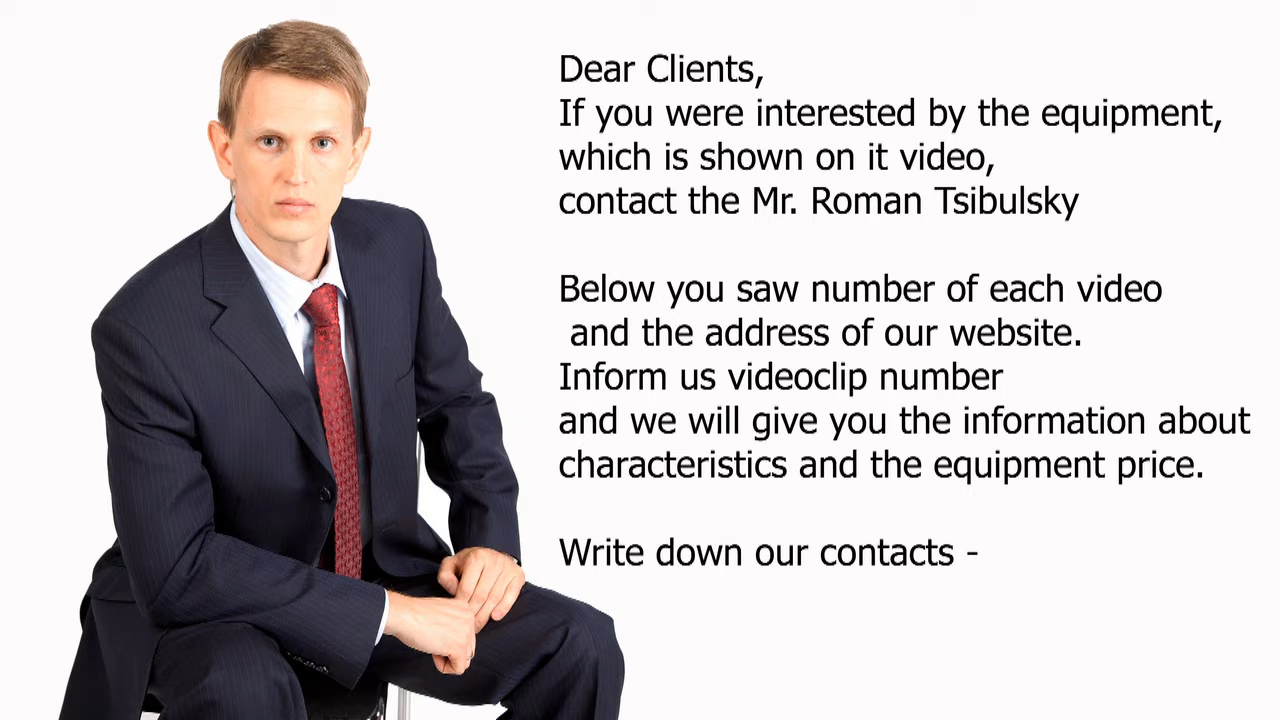 Dear Clients,
If you were interested by the equipment,
which is shown on it video,
contact the Mr. Roman Tsibulsky
Below you saw number of each video
and the address of our website.
Inform us videoclip number
and we will give you the information about
characteristics and the equipment price.
Write down our contacts -